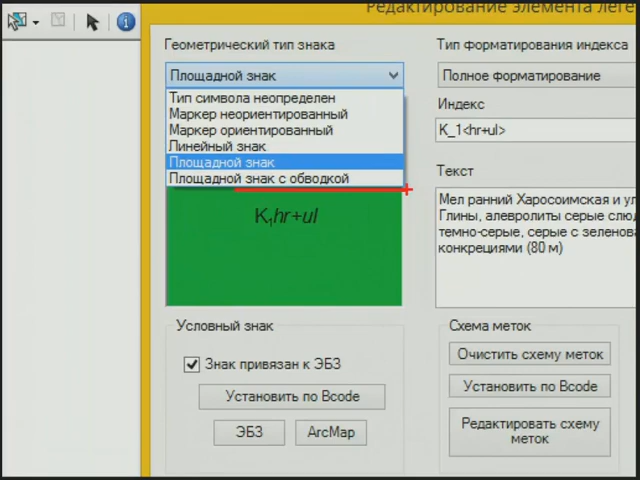 Редактирование элемента леге
Геометрический тип знака
Тип форматирования индекса
Площадной знак
Полное форматирование
Тип символа неопределен
Маркер неориентированный
Маркер ориентированный
Линейный знак
Площадной знак
Площадной знак с обводкой
Индекс
K_1<hr+ul>
Текст
Мел ранний Харосоимская и ул
Глины, алевролиты серые слюд
темно-серые, серые с зеленова
конкрециями (80 м)
K1hr+ul
Условный знак
Знак привязан к ЭБЗ
Установить по Bcode
ЭБЗ
ArcMap
Схема меток
Очистить схему меток
Установить по Bcode
Редактировать схему
меток